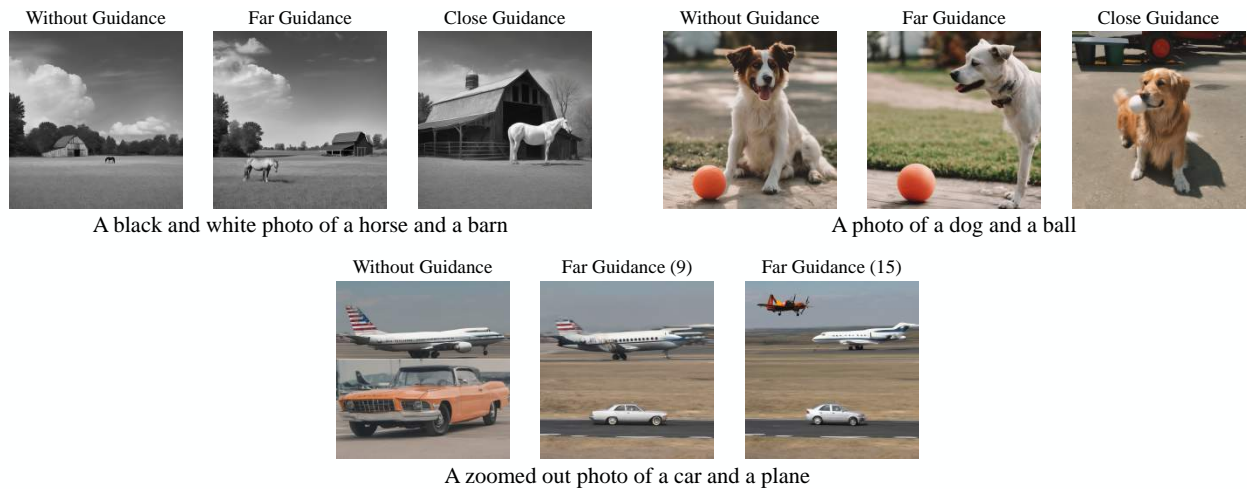 Without Guidance
Far Guidance
Close Guidance
A black and white photo of a horse and a barn
Without Guidance
Far Guidance
Close Guidance
A photo of a dog and a ball
Without Guidance
Far Guidance (9)
Far Guidance (15)
A zoomed out photo of a car and a plane